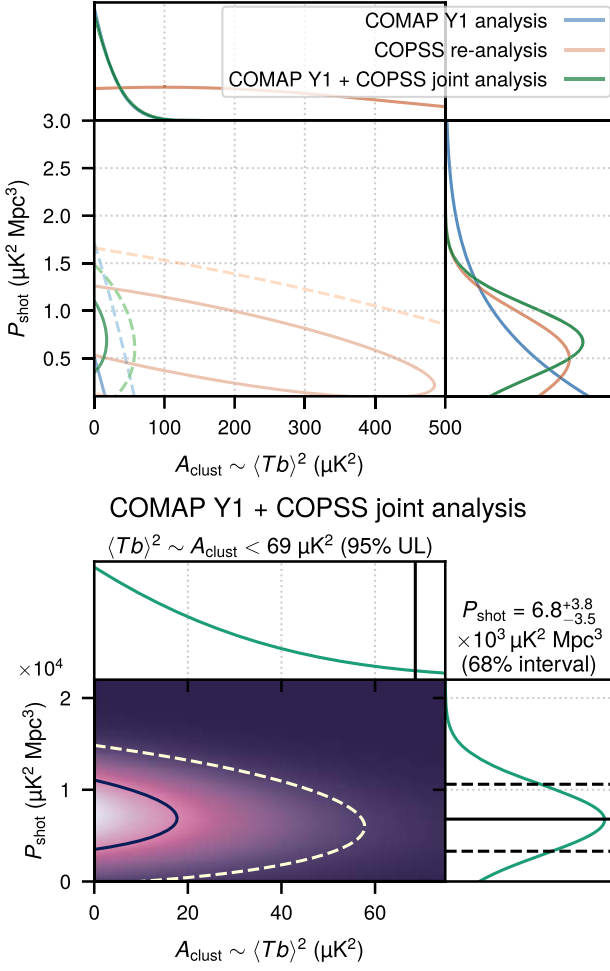 COMAP Y1 analysis
COPSS re-analysis
COMAP Y1 + COPSS joint analysis
3.0
2.5
2.0
1.5
1.0
0.5
P_shot (μK² Mpc³)
0 100 200 300 400 500
A_clust ∼ ⟨Tb⟩² (μK²)
COMAP Y1 + COPSS joint analysis
⟨Tb⟩² ∼ A_clust < 69 μK² (95% UL)
P_shot = 6.8^{+3.8}_{−3.5}
×10³ μK² Mpc³
(68% interval)
×10⁴
2
1
0
P_shot (μK² Mpc³)
0 20 40 60
A_clust ∼ ⟨Tb⟩² (μK²)